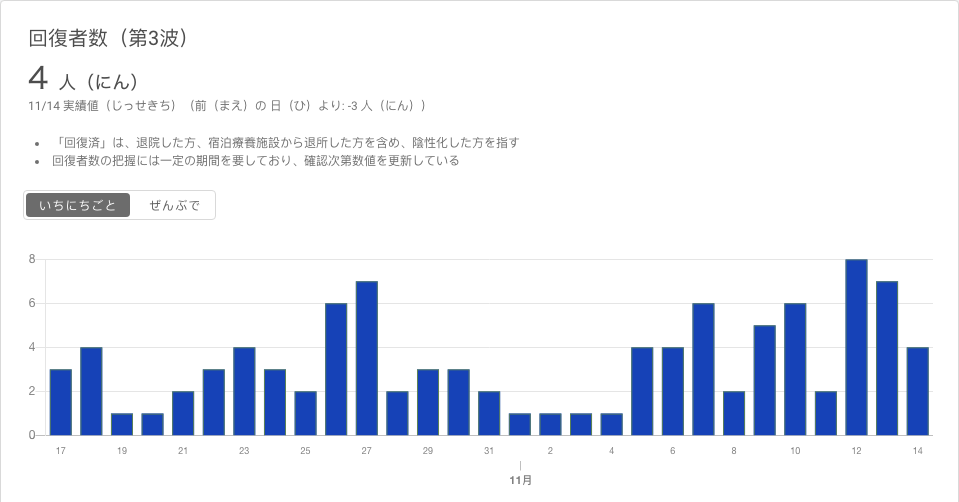 回復者数（第3波）
4 人（にん）
11/14 実績値（じっせきち）（前（まえ）の 日（ひ）より: -3 人（にん））
• 「回復済」は、退院した方、宿泊療養施設から退所した方を含め、陰性化した方を指す
• 回復者数の把握には一定の期間を要しており、確認次第数値を更新している
いちにちごと ぜんぶで
8
6
4
2
0
17 19 21 23 25 27 29 31 2 4 6 8 10 12 14
11月